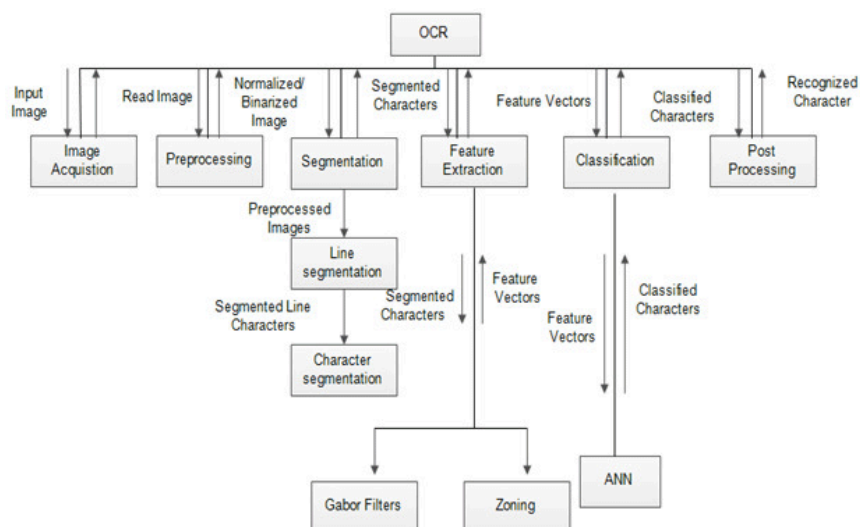 OCR
Input
Image
Read Image
Normalized/
Binarized
Image
Segmented
Characters
Feature Vectors
Classified
Characters
Recognized
Character
Image
Acquistion
Preprocessing
Segmentation
Feature
Extraction
Classification
Post
Processing
Preprocessed
Images
Line
segmentation
Segmented Line
Characters
Character
segmentation
Segmented
Characters
Feature
Vectors
Feature
Vectors
Classified
Characters
Gabor Filters
Zoning
ANN